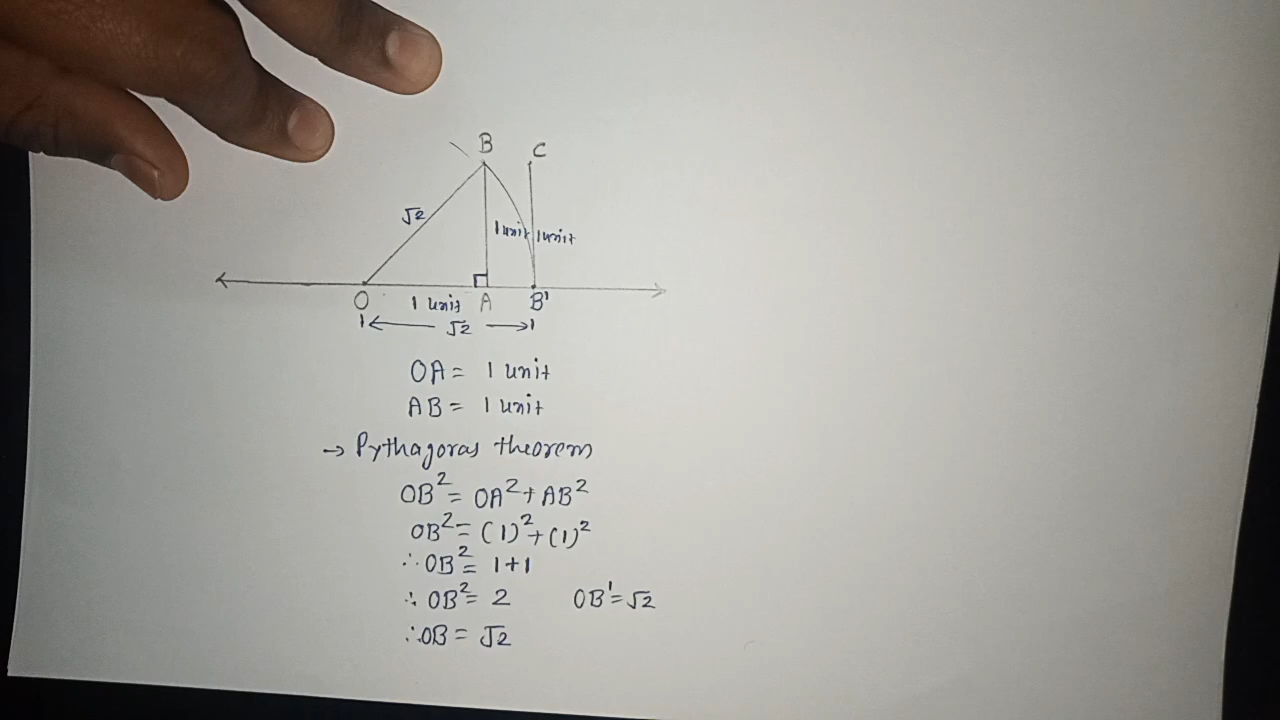 B C
√2
1 unit 1 unit
O 1 unit A B'
√2
OA = 1 unit
AB = 1 unit
→ Pythagoras theorem
OB² = OA² + AB²
OB² = (1)² + (1)²
∴ OB² = 1+1
∴ OB² = 2 OB' = √2
∴ OB = √2